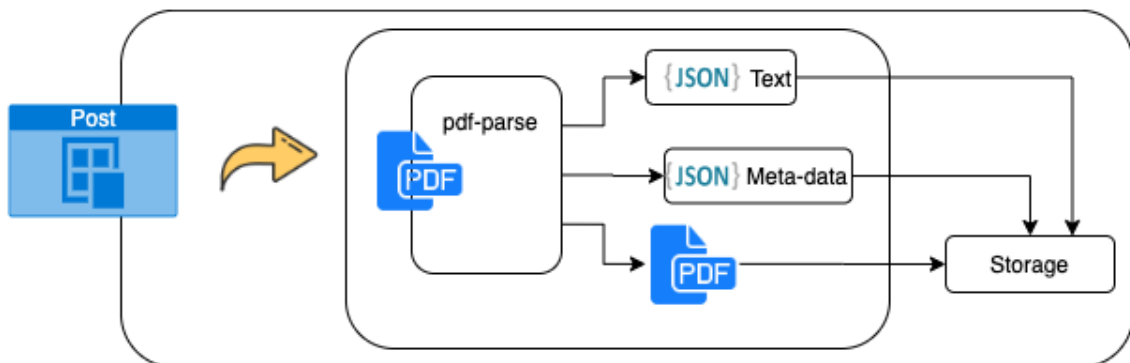 Post
pdf-parse
PDF
{JSON} Text
{JSON} Meta-data
PDF
Storage